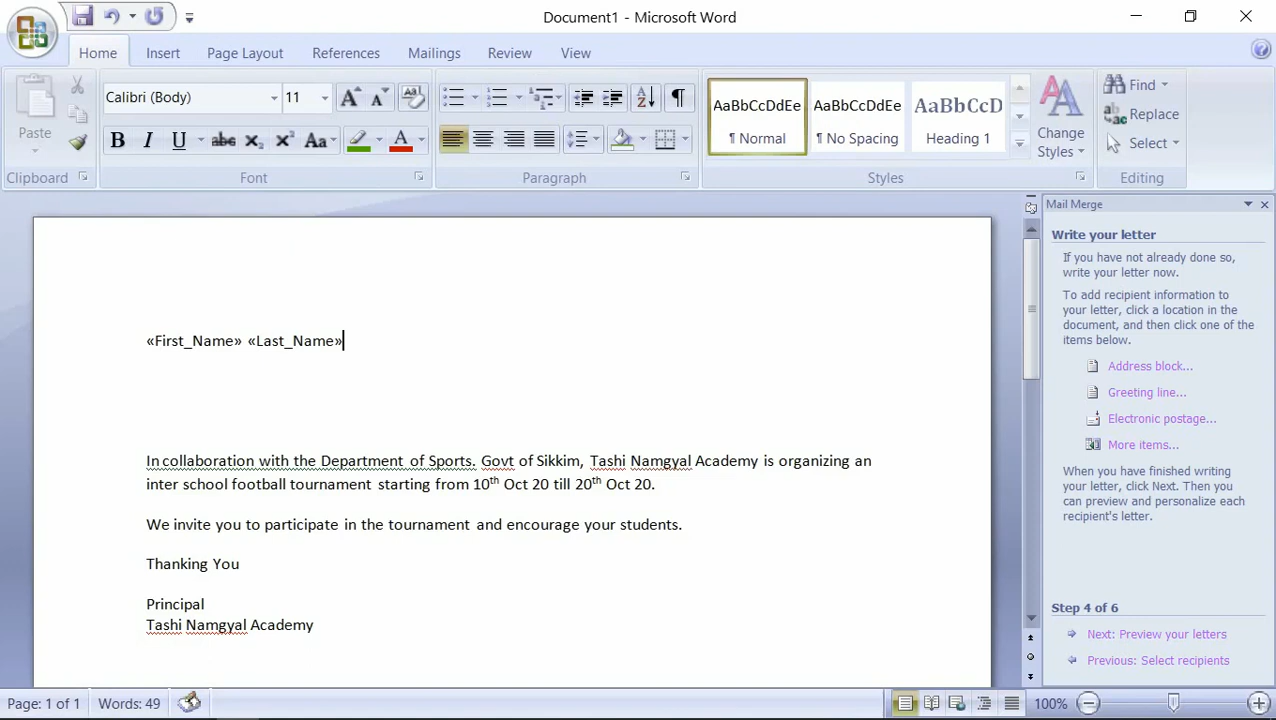 Document1 - Microsoft Word
Home Insert Page Layout References Mailings Review View
Paste
Clipboard
Calibri (Body) 11
Font
Paragraph
AaBbCcDdEe AaBbCcDdEe AaBbCcD
¶ Normal ¶ No Spacing Heading 1
Change Styles
Styles
Find
Replace
Select
Editing
«First_Name» «Last_Name»
In collaboration with the Department of Sports. Govt of Sikkim, Tashi Namgyal Academy is organizing an
inter school football tournament starting from 10th Oct 20 till 20th Oct 20.
We invite you to participate in the tournament and encourage your students.
Thanking You
Principal
Tashi Namgyal Academy
Mail Merge
Write your letter
If you have not already done so,
write your letter now.
To add recipient information to
your letter, click a location in the
document, and then click one of the
items below.
Address block...
Greeting line...
Electronic postage...
More items...
When you have finished writing
your letter, click Next. Then you
can preview and personalize each
recipient's letter.
Step 4 of 6
Next: Preview your letters
Previous: Select recipients
Page: 1 of 1 Words: 49 100%